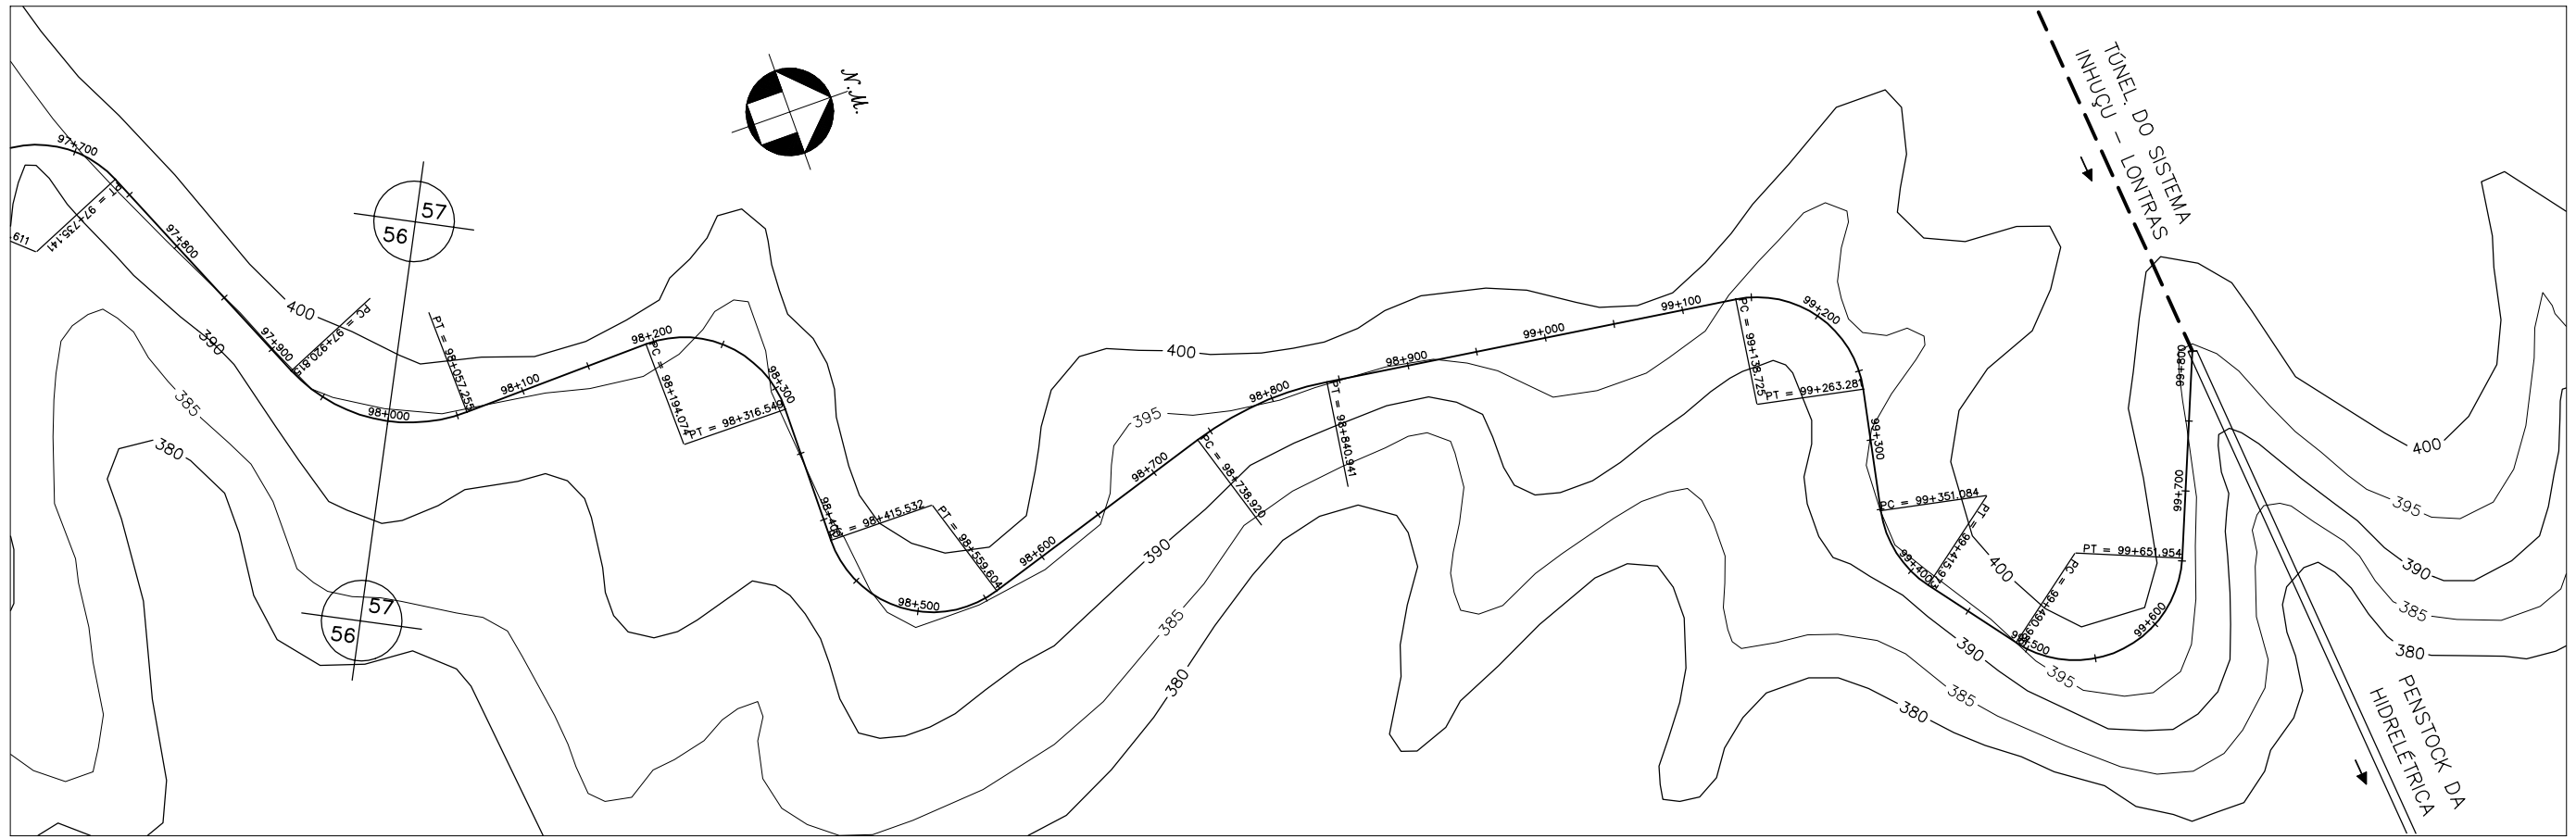 97+700
PT = 97+735.141
.611
97+800
97+900
PC = 97+920.815
400
390
385
380
57
56
57
56
N.M.
98+000
PT = 98+057.255
98+100
98+200
PC = 98+194.074
PT = 98+316.549
98+300
98+400
= 98+415.532
98+500
PT = 98+559.604
98+600
98+700
PC = 98+738.920
98+800
PT = 98+840.941
98+900
99+000
99+100
PC = 99+138.725
99+200
PT = 99+263.281
99+300
PC = 99+351.084
99+400
99+500
99+600
PT = 99+651.954
99+700
99+800
400
395
390
385
380
400
390
395
385
380
400
395
390
385
380
TÚNEL DO SISTEMA
INHUÇU - LONTRAS
PENSTOCK DA
HIDRELÉTRICA